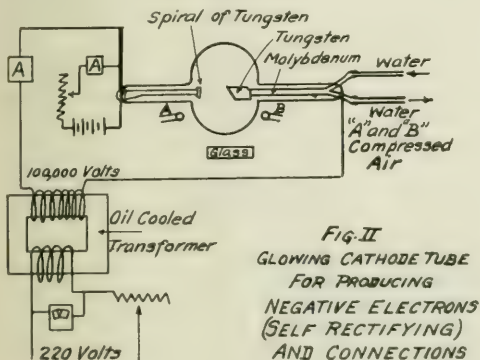 Spiral of Tungsten
Tungsten
Molybdenum
Water
Water
"A" and "B"
Compressed
Air
A
A
A
B
Glass
100,000 Volts
Oil Cooled
Transformer
220 Volts
FIG. II
GLOWING CATHODE TUBE
FOR PRODUCING
NEGATIVE ELECTRONS
(SELF RECTIFYING)
AND CONNECTIONS